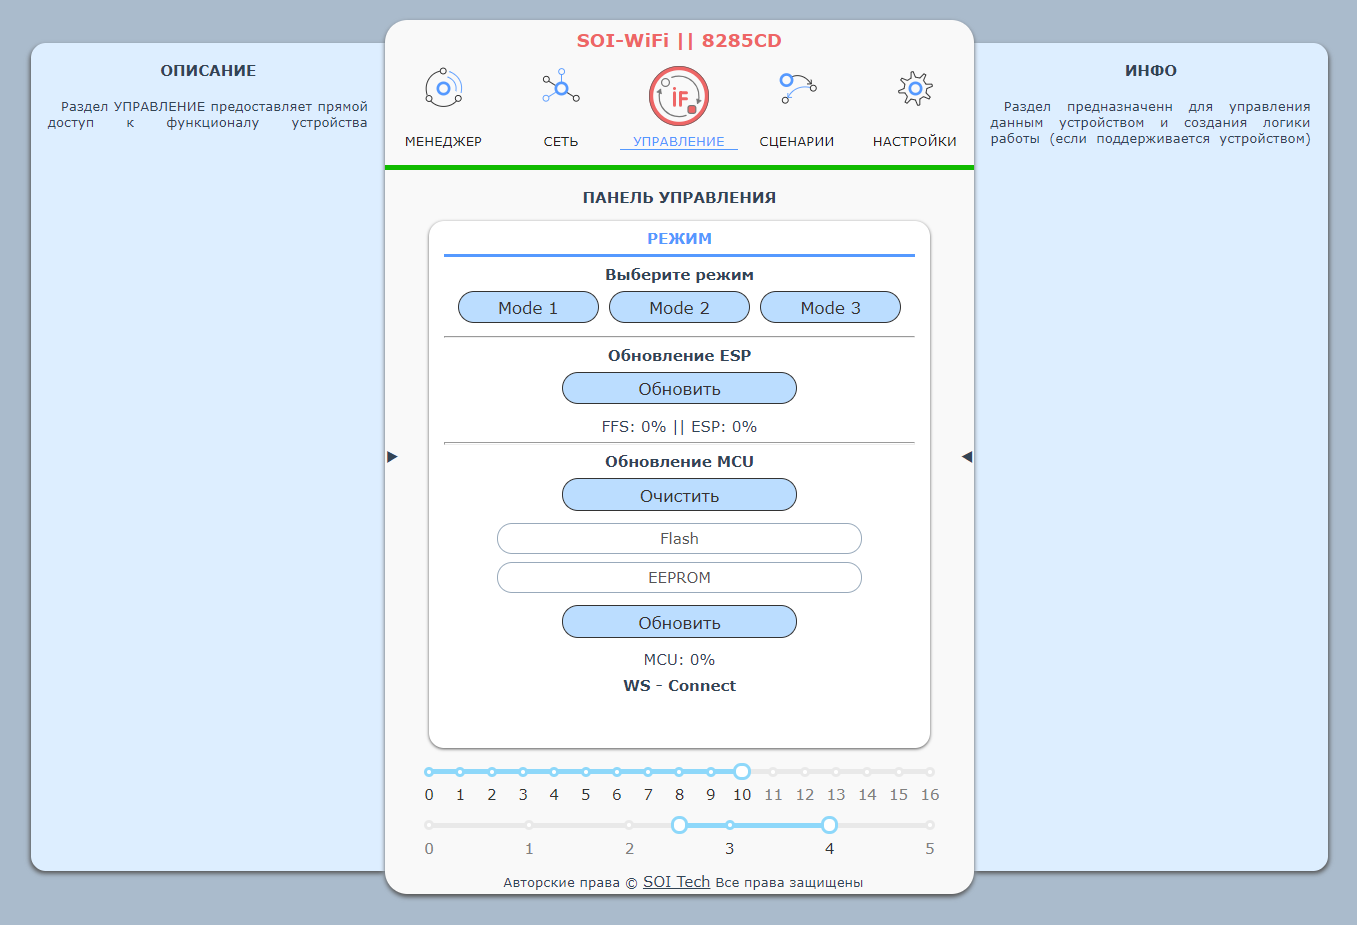 SOI-WiFi || 8285CD
МЕНЕДЖЕР
СЕТЬ
iF
УПРАВЛЕНИЕ
СЦЕНАРИИ
НАСТРОЙКИ
ОПИСАНИЕ
Раздел УПРАВЛЕНИЕ предоставляет прямой
доступ к функционалу устройства
ПАНЕЛЬ УПРАВЛЕНИЯ
РЕЖИМ
Выберите режим
Mode 1 Mode 2 Mode 3
Обновление ESP
Обновить
FFS: 0% || ESP: 0%
Обновление MCU
Очистить
Flash
EEPROM
Обновить
MCU: 0%
WS - Connect
0 1 2 3 4 5 6 7 8 9 10 11 12 13 14 15 16
0 1 2 3 4 5
Авторские права © SOI Tech Все права защищены
ИНФО
Раздел предназначенн для управления
данным устройством и создания логики
работы (если поддерживается устройством)